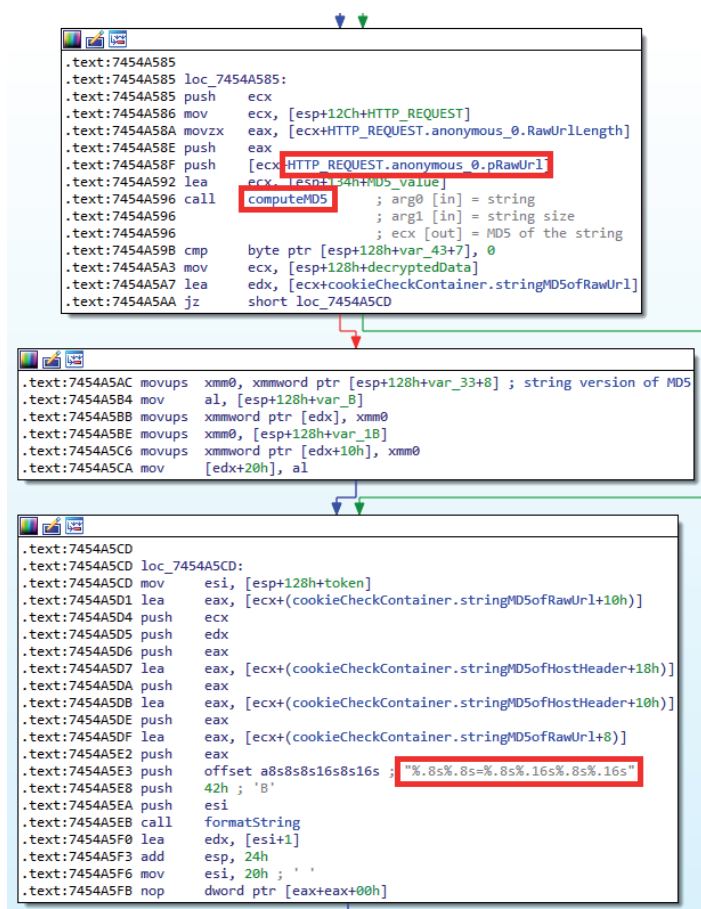 .text:7454A585
.text:7454A585 loc_7454A585:
.text:7454A585 push ecx
.text:7454A586 mov ecx, [esp+12Ch+HTTP_REQUEST]
.text:7454A58A movzx eax, [ecx+HTTP_REQUEST.anonymous_0.RawUrlLength]
.text:7454A58E push eax
.text:7454A58F push [ecx+HTTP_REQUEST.anonymous_0.pRawUrl]
.text:7454A592 lea ecx, [esp+134h+MD5_value]
.text:7454A596 call computeMD5 ; arg0 [in] = string
.text:7454A596 ; arg1 [in] = string size
.text:7454A596 ; ecx [out] = MD5 of the string
.text:7454A59B cmp byte ptr [esp+128h+var_43+7], 0
.text:7454A5A3 mov ecx, [esp+128h+decryptedData]
.text:7454A5A7 lea edx, [ecx+cookieCheckContainer.stringMD5ofRawUrl]
.text:7454A5AA jz short loc_7454A5CD
.text:7454A5AC movups xmm0, xmmword ptr [esp+128h+var_33+8] ; string version of MD5
.text:7454A5B4 mov al, [esp+128h+var_B]
.text:7454A5BB movups xmmword ptr [edx], xmm0
.text:7454A5BE movups xmm0, [esp+128h+var_1B]
.text:7454A5C6 movups xmmword ptr [edx+10h], xmm0
.text:7454A5CA mov [edx+20h], al
.text:7454A5CD
.text:7454A5CD loc_7454A5CD:
.text:7454A5CD mov esi, [esp+128h+token]
.text:7454A5D1 lea eax, [ecx+(cookieCheckContainer.stringMD5ofRawUrl+10h)]
.text:7454A5D4 push ecx
.text:7454A5D5 push edx
.text:7454A5D6 push eax
.text:7454A5D7 lea eax, [ecx+(cookieCheckContainer.stringMD5ofHostHeader+18h)]
.text:7454A5DA push eax
.text:7454A5DB lea eax, [ecx+(cookieCheckContainer.stringMD5ofHostHeader+10h)]
.text:7454A5DE push eax
.text:7454A5DF lea eax, [ecx+(cookieCheckContainer.stringMD5ofRawUrl+8)]
.text:7454A5E2 push eax
.text:7454A5E3 push offset a8s8s8s16s8s16s ; "%.8s%.8s=%.8s%.16s%.8s%.16s"
.text:7454A5E8 push 42h ; 'B'
.text:7454A5EA push esi
.text:7454A5EB call formatString
.text:7454A5F0 lea edx, [esi+1]
.text:7454A5F3 add esp, 24h
.text:7454A5F6 mov esi, 20h ; ' '
.text:7454A5FB nop dword ptr [eax+eax+00h]